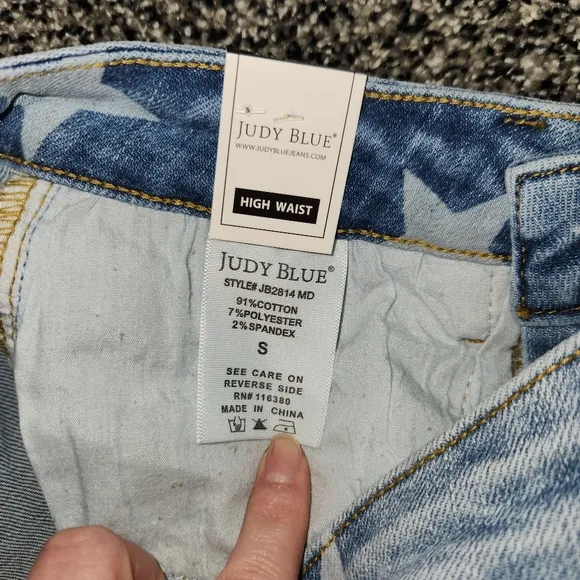 JUDY BLUE®
WWW.JUDYBLUEJEANS.COM
HIGH WAIST
JUDY BLUE®
STYLE# JB2814 MD
91%COTTON
7%POLYESTER
2%SPANDEX
S
SEE CARE ON
REVERSE SIDE
RN# 116380
MADE IN CHINA